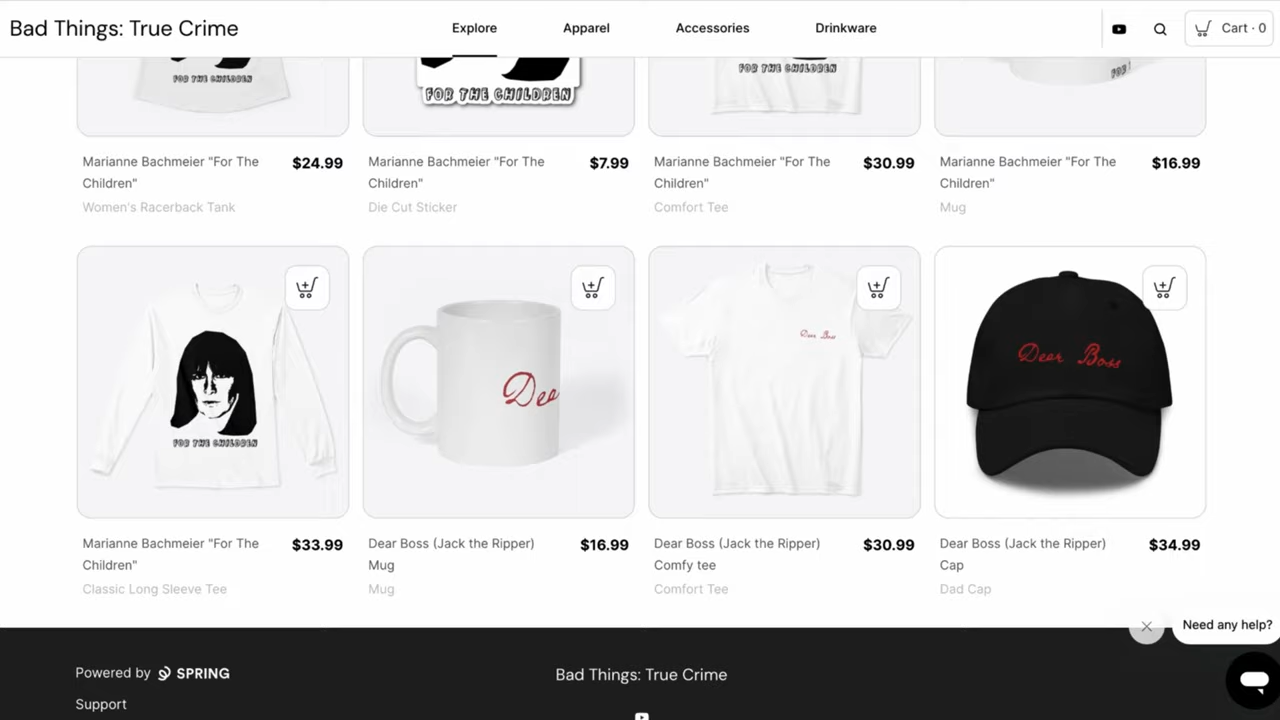 Bad Things: True Crime
Explore
Apparel
Accessories
Drinkware
Cart · 0
FOR THE CHILDREN
FOR THE CHILDREN
FOR THE CHILDREN
FOR
Marianne Bachmeier "For The
Children"
$24.99
Women's Racerback Tank
Marianne Bachmeier "For The
Children"
$7.99
Die Cut Sticker
Marianne Bachmeier "For The
Children"
$30.99
Comfort Tee
Marianne Bachmeier "For The
Children"
$16.99
Mug
FOR THE CHILDREN
Dea
Dear Boss
Dear Boss
Marianne Bachmeier "For The
Children"
$33.99
Classic Long Sleeve Tee
Dear Boss (Jack the Ripper)
Mug
$16.99
Mug
Dear Boss (Jack the Ripper)
Comfy tee
$30.99
Comfort Tee
Dear Boss (Jack the Ripper)
Cap
$34.99
Dad Cap
Need any help?
Powered by SPRING
Bad Things: True Crime
Support